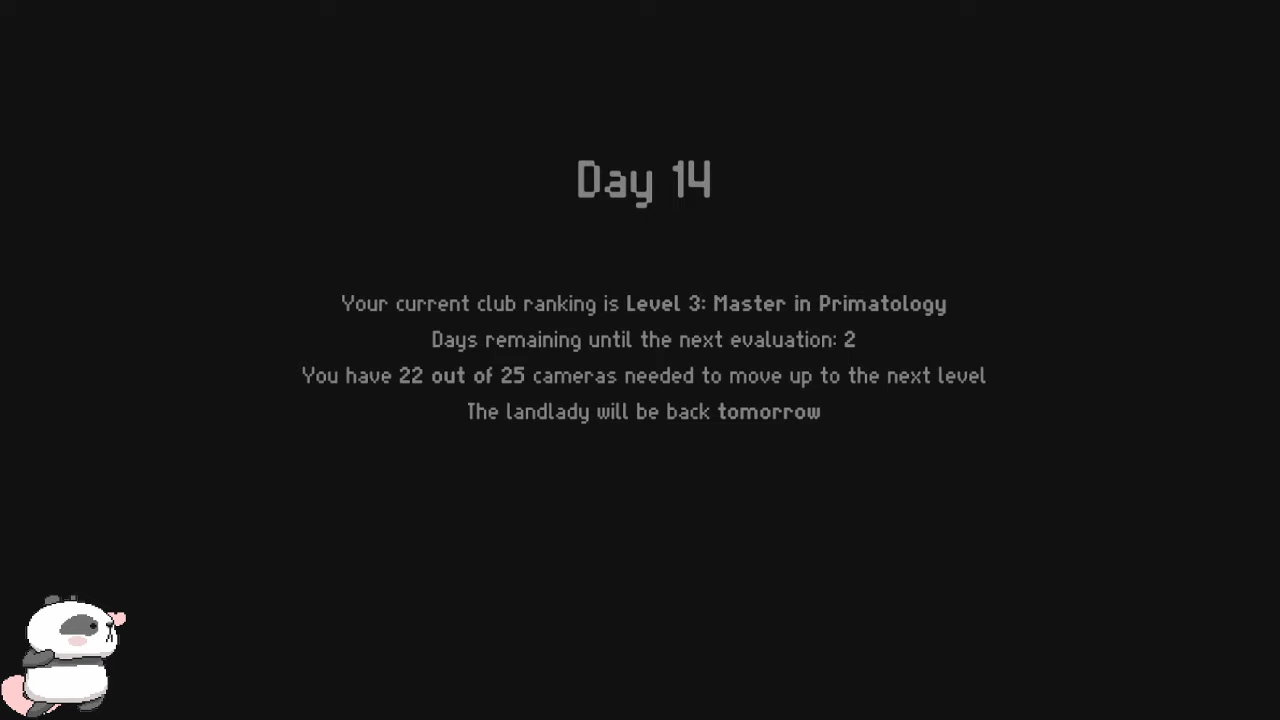 Day 14
Your current club ranking is Level 3: Master in Primatology
Days remaining until the next evaluation: 2
You have 22 out of 25 cameras needed to move up to the next level
The landlady will be back tomorrow